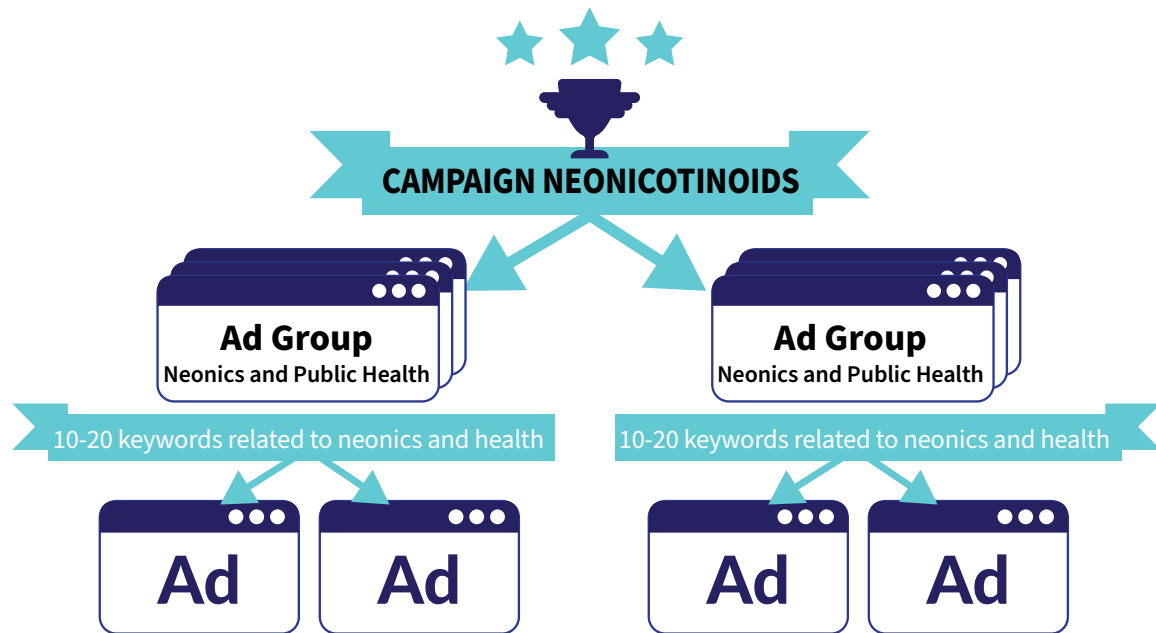 CAMPAIGN NEONICOTINOIDS
Ad Group
Neonics and Public Health
Ad Group
Neonics and Public Health
10-20 keywords related to neonics and health
10-20 keywords related to neonics and health
Ad
Ad
Ad
Ad